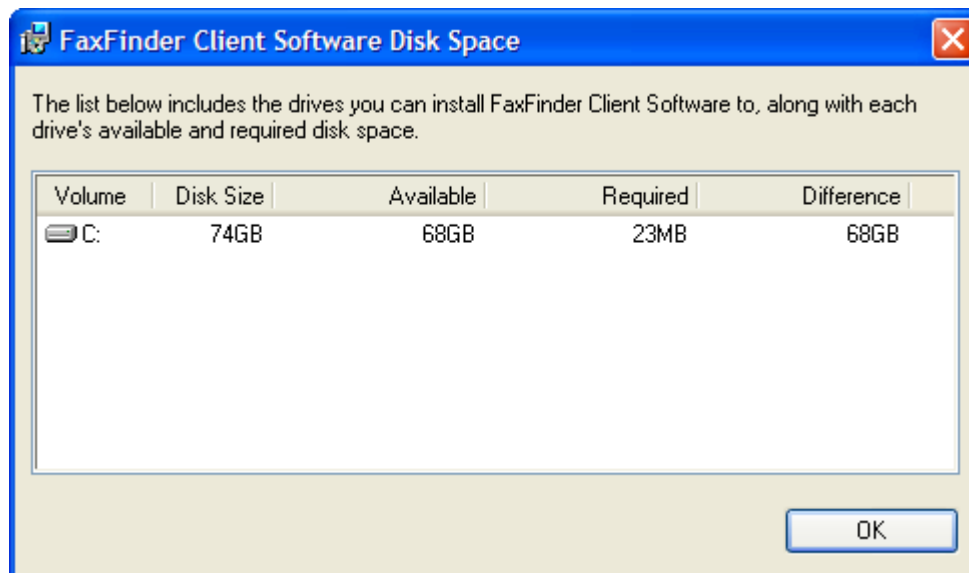 FaxFinder Client Software Disk Space
The list below includes the drives you can install FaxFinder Client Software to, along with each
drive's available and required disk space.
Volume Disk Size Available Required Difference
C: 74GB 68GB 23MB 68GB
OK